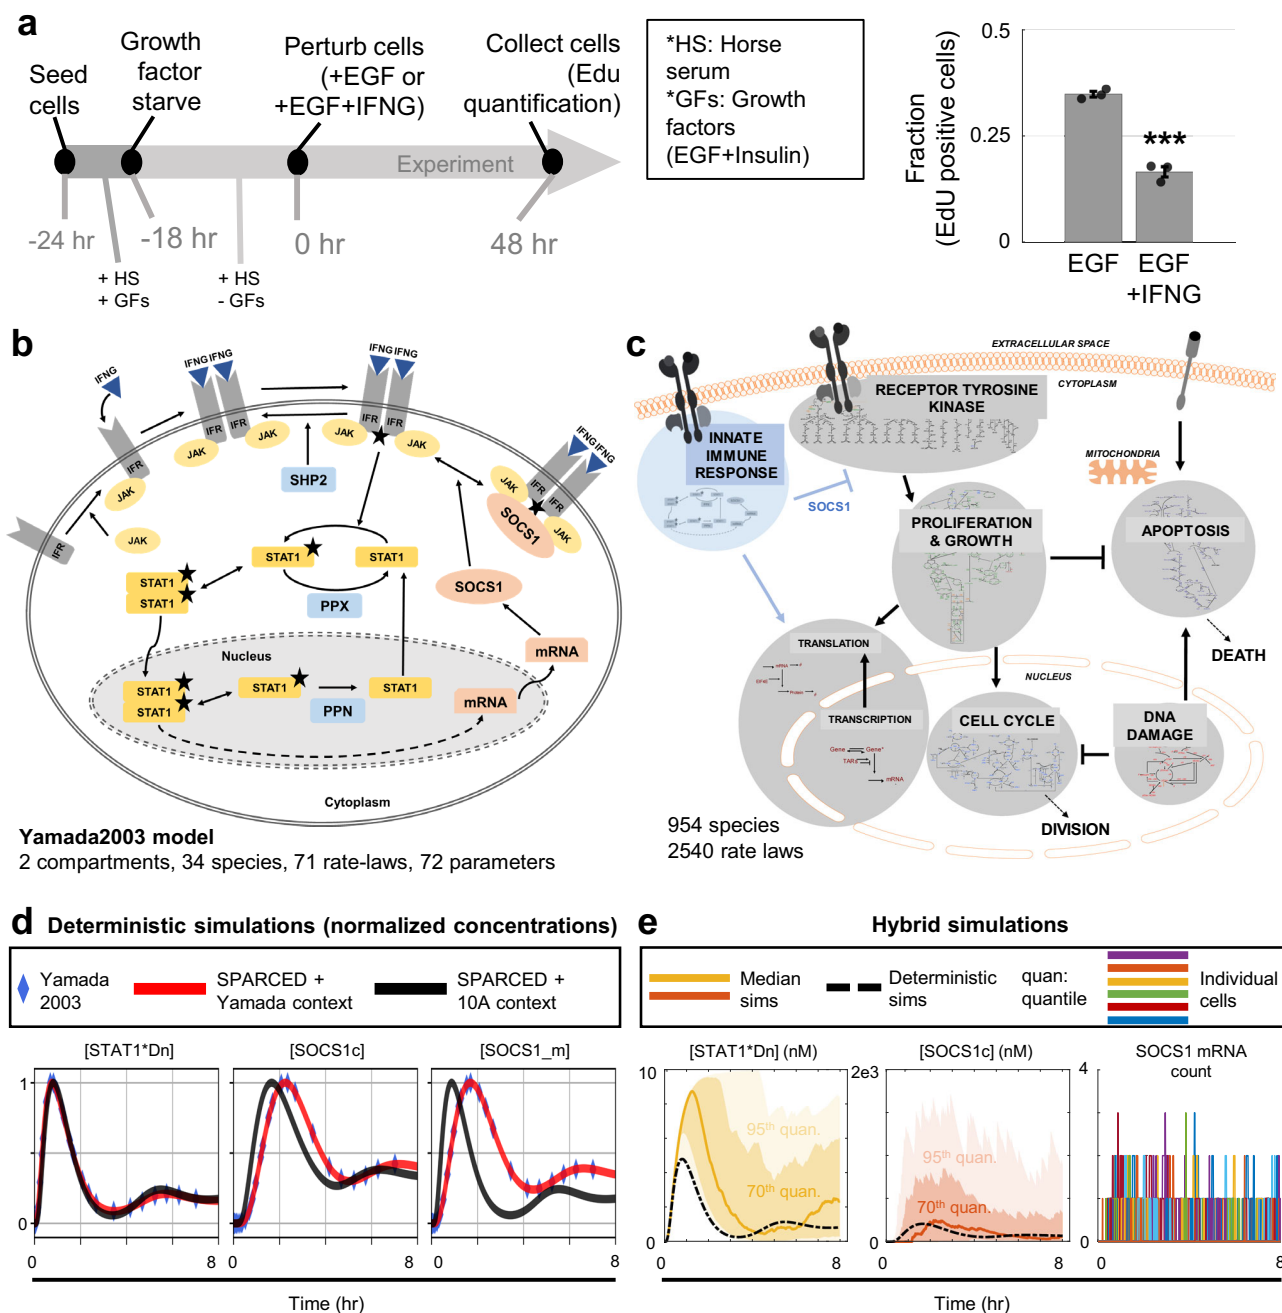 a
Seed
cells
Growth
factor
starve
Perturb cells
(+EGF or
+EGF+IFNG)
Collect cells
(Edu
quantification)
Experiment
-24 hr
-18 hr
0 hr
48 hr
+ HS
+ GFs
+ HS
- GFs
*HS: Horse
serum
*GFs: Growth
factors
(EGF+Insulin)
Fraction
(EdU positive cells)
0.5
0.25
0
***
EGF
EGF
+IFNG
b
IFNG
IFNG IFNG
IFNG IFNG
IFNG IFNG
IFR
IFR
IFR IFR
IFR IFR
IFR
JAK
JAK
JAK
JAK
JAK
JAK
JAK
JAK
SHP2
SOCS1
STAT1
STAT1
STAT1
STAT1
PPX
SOCS1
mRNA
Nucleus
STAT1
STAT1
STAT1
STAT1
PPN
mRNA
Cytoplasm
Yamada2003 model
2 compartments, 34 species, 71 rate-laws, 72 parameters
c
EXTRACELLULAR SPACE
CYTOPLASM
RECEPTOR TYROSINE
KINASE
INNATE
IMMUNE
RESPONSE
SOCS1
MITOCHONDRIA
PROLIFERATION
& GROWTH
APOPTOSIS
DEATH
TRANSLATION
mRNA
EIF4E
Protein
NUCLEUS
TRANSCRIPTION
Gene
Gene*
TARs
mRNA
CELL CYCLE
DNA
DAMAGE
DIVISION
954 species
2540 rate laws
d
Deterministic simulations (normalized concentrations)
Yamada
2003
SPARCED +
Yamada context
SPARCED +
10A context
[STAT1*Dn]
[SOCS1c]
[SOCS1_m]
1
0
0
0
0
8
Time (hr)
e
Hybrid simulations
Median
sims
Deterministic
sims
quan:
quantile
Individual
cells
[STAT1*Dn] (nM)
[SOCS1c] (nM)
SOCS1 mRNA
count
10
0
95th quan.
70th quan.
0
8
2e3
0
95th quan.
70th quan.
0
8
4
0
0
8
Time (hr)